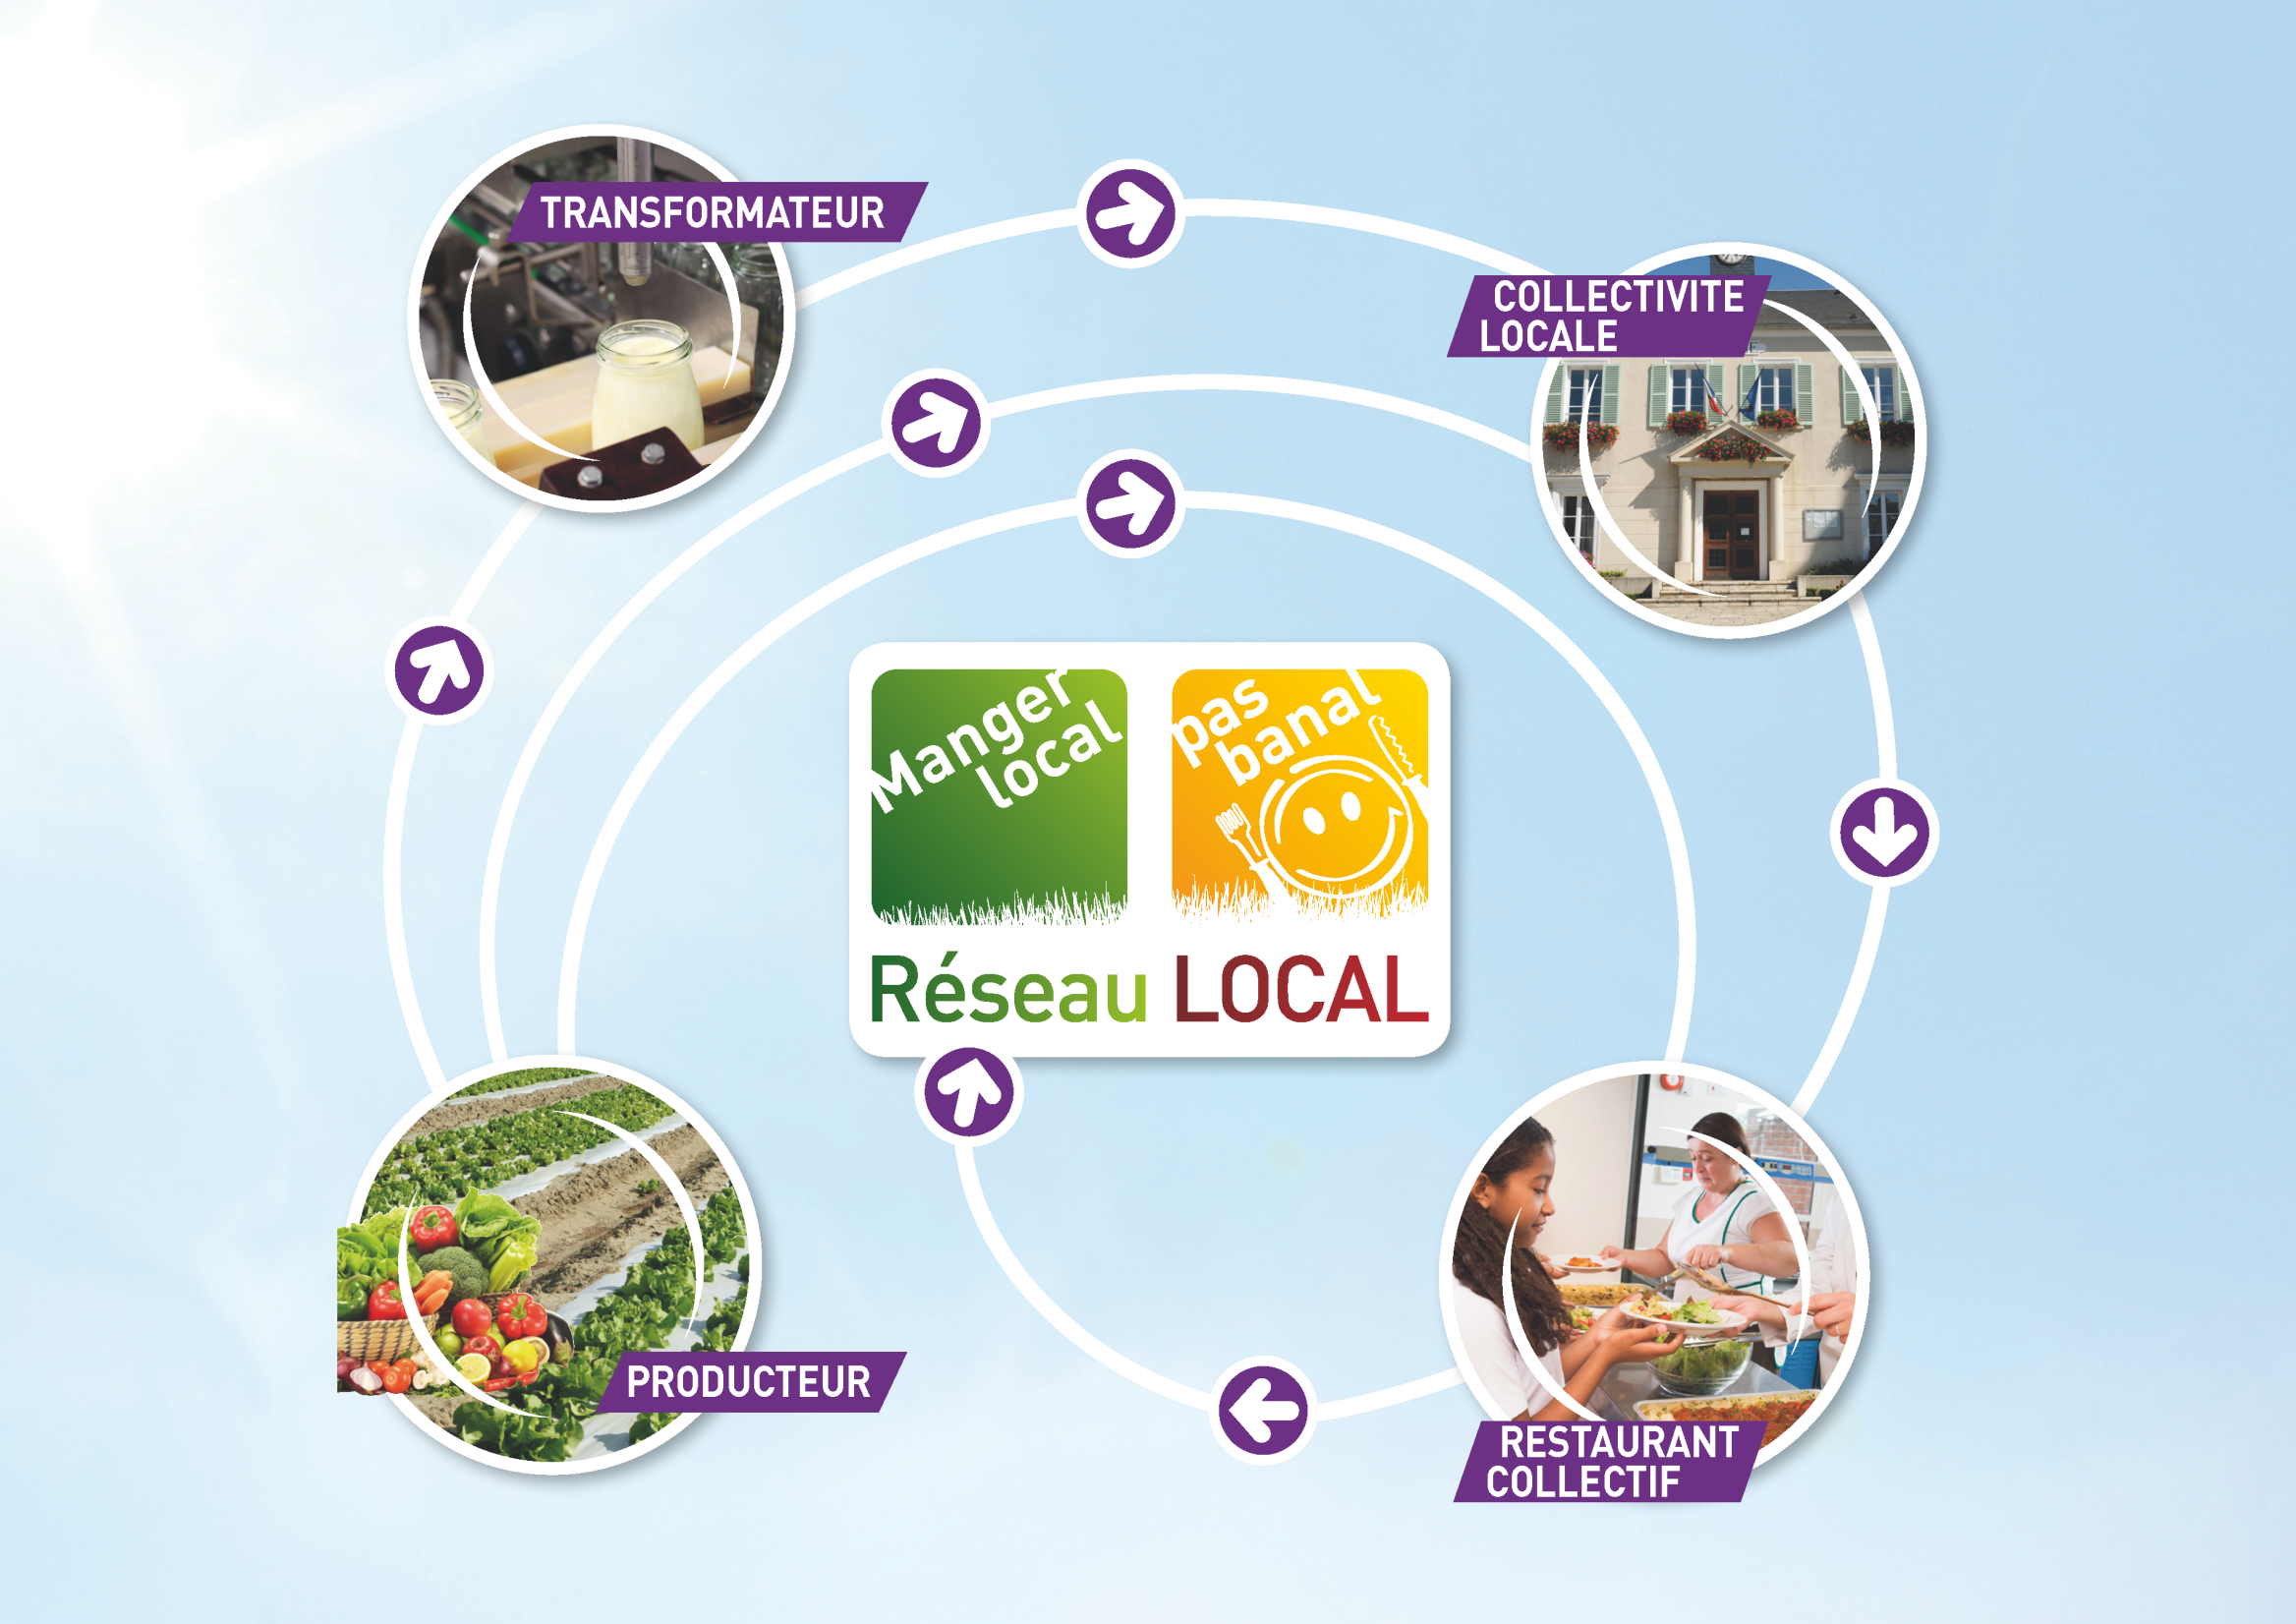 TRANSFORMATEUR
COLLECTIVITE
LOCALE
Manger
local
pas
banal
Réseau LOCAL
PRODUCTEUR
RESTAURANT
COLLECTIF